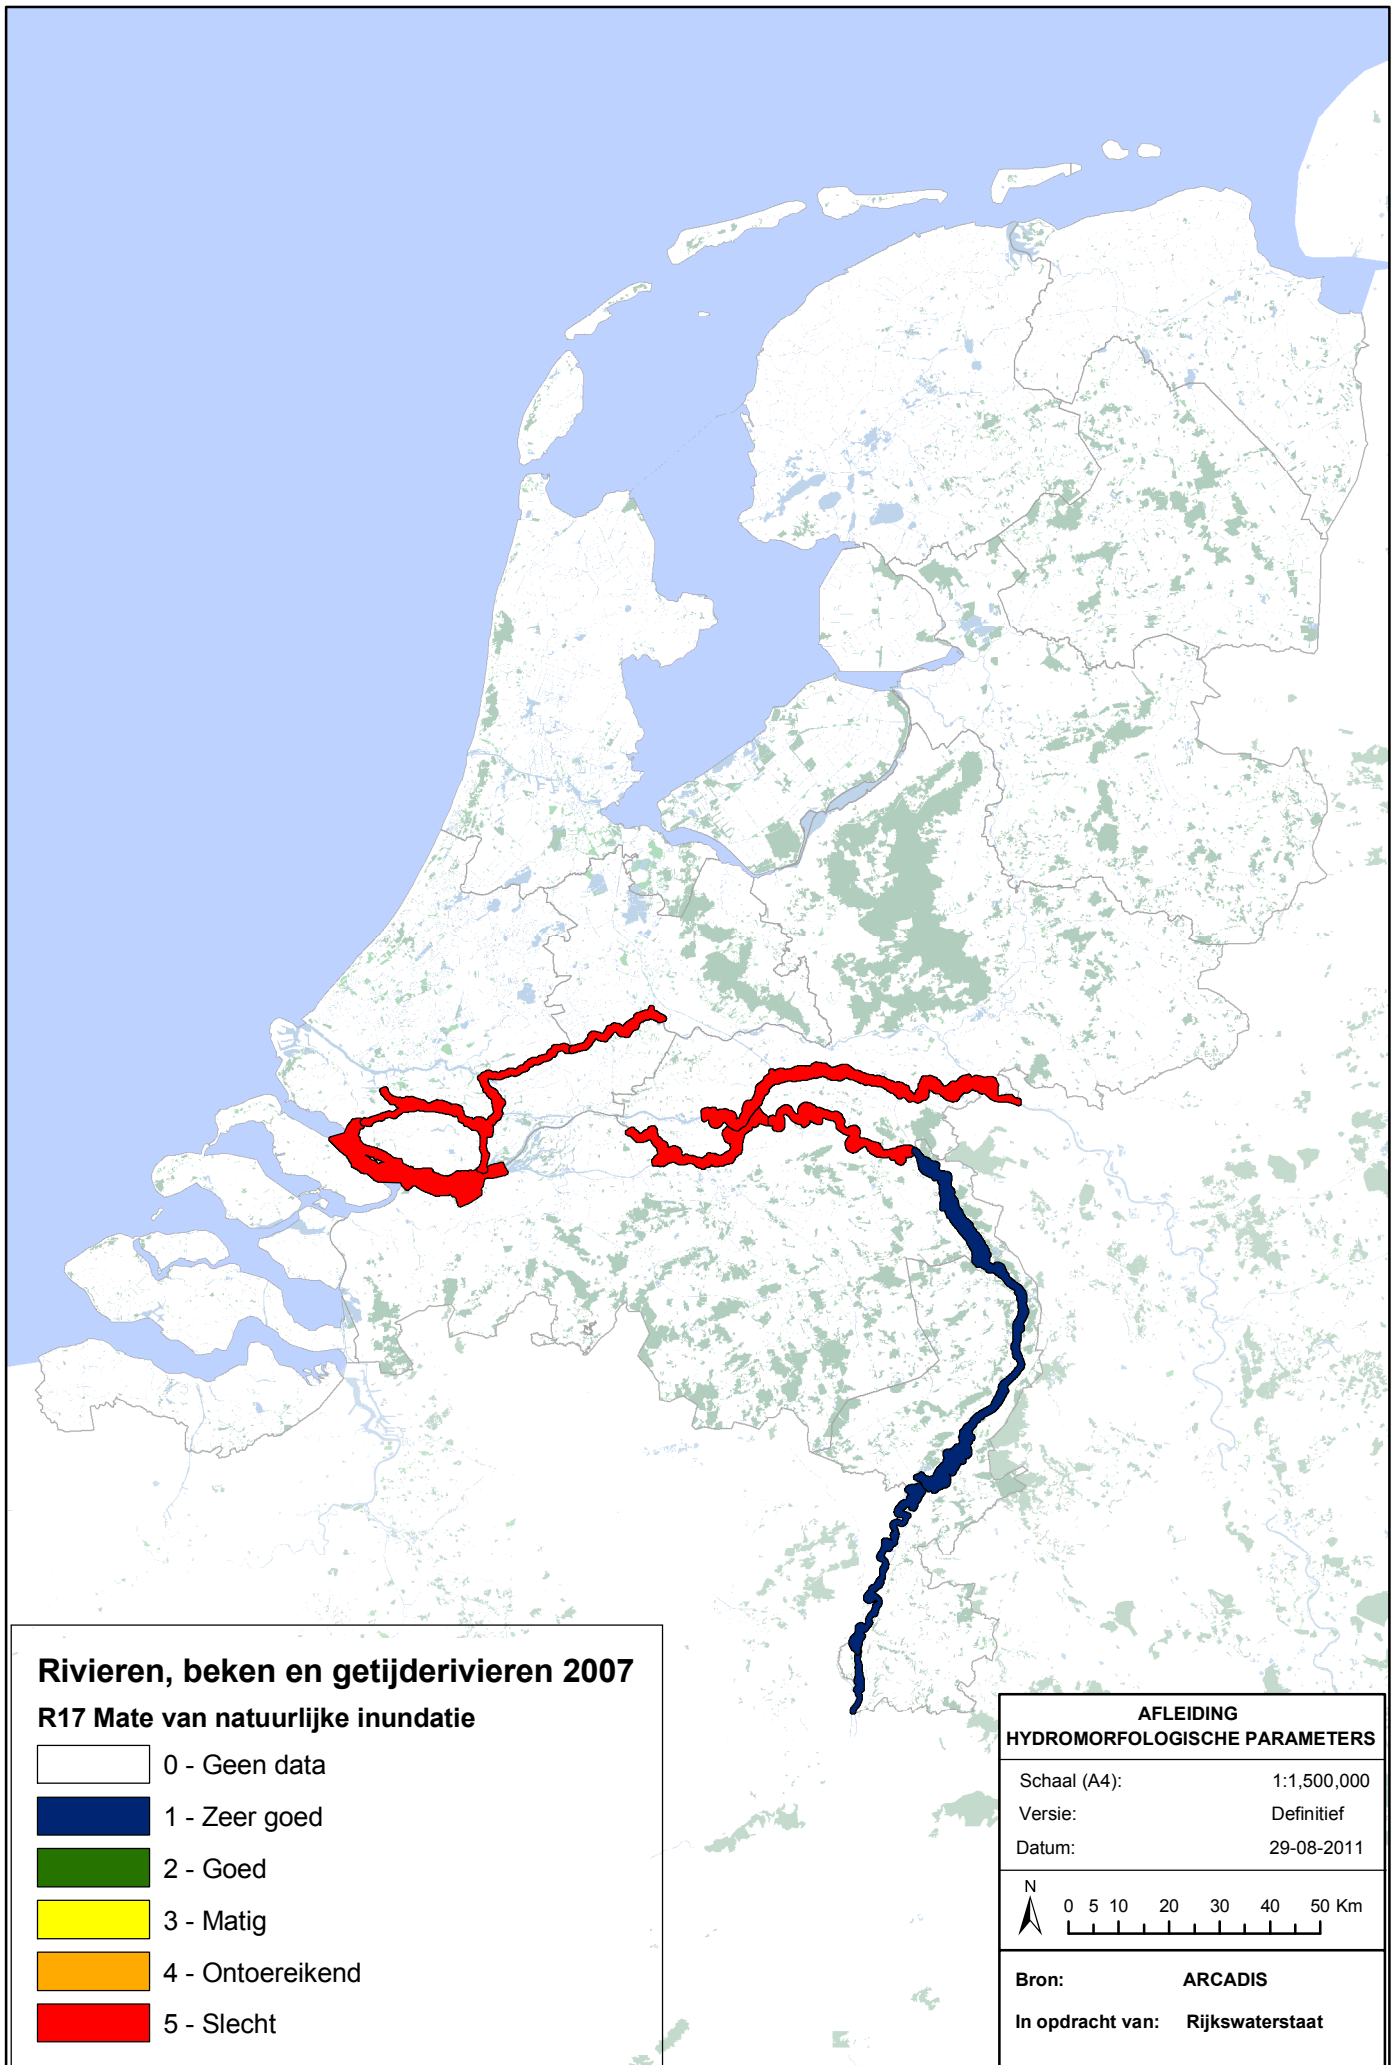 Rivieren, beken en getijderivieren 2007
R17 Mate van natuurlijke inundatie
0 - Geen data
1 - Zeer goed
2 - Goed
3 - Matig
4 - Ontoereikend
5 - Slecht
AFLEIDING
HYDROMORFOLOGISCHE PARAMETERS
Schaal (A4): 1:1,500,000
Versie: Definitief
Datum: 29-08-2011
N
0 5 10 20 30 40 50 Km
Bron: ARCADIS
In opdracht van: Rijkswaterstaat